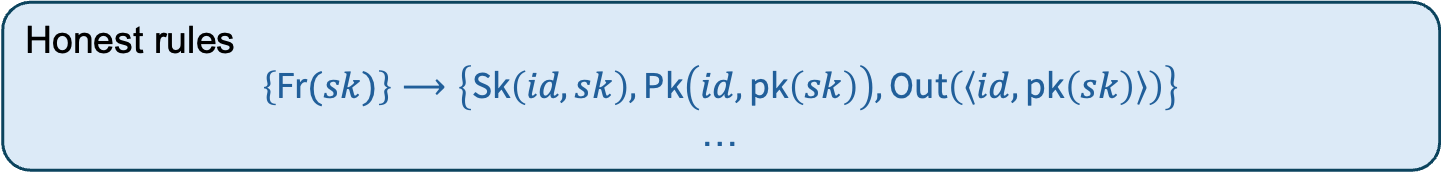 Honest rules
{Fr(𝑠𝑘)} ⟶ {Sk(𝑖𝑑, 𝑠𝑘), Pk(𝑖𝑑, pk(𝑠𝑘)), Out(⟨𝑖𝑑, pk(𝑠𝑘)⟩)}
…